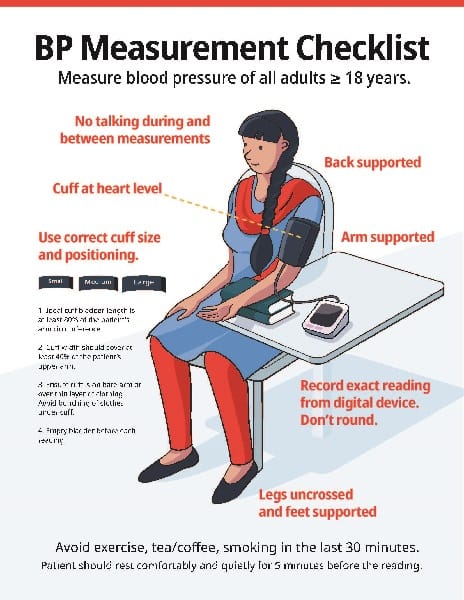 BP Measurement Checklist
Measure blood pressure of all adults ≥ 18 years.
No talking during and
between measurements
Back supported
Cuff at heart level
Use correct cuff size
and positioning.
Arm supported
Small Medium Large
1. Ideal cuff bladder length is
at least 80% of the patient's
arm circumference.
2. Cuff width should cover at
least 40% of the patient's
upper arm.
3. Ensure cuff is on bare arm or
over thin layer of clothing.
Avoid bunching of clothes
under cuff.
4. Empty bladder before each
reading.
Record exact reading
from digital device.
Don't round.
Legs uncrossed
and feet supported
Avoid exercise, tea/coffee, smoking in the last 30 minutes.
Patient should rest comfortably and quietly for 5 minutes before the reading.